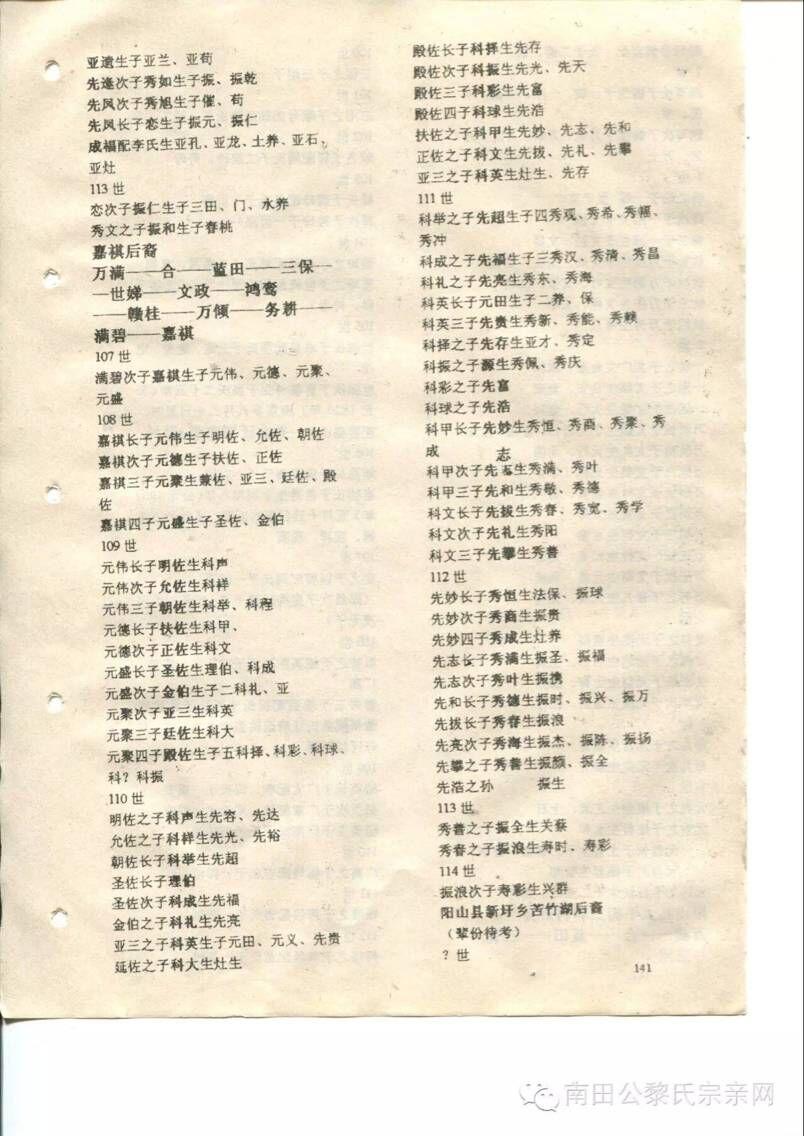 亚遗生子亚兰、亚荀
先逢次子秀如生子振、振乾
先凤次子秀旭生子催、荀
先凤长子恋生子振元、振仁
成福配李氏生亚孔、亚龙、土养、亚石、
亚灶
113 世
恋次子振仁生子三田、门、水养
秀文之子振和生子春桃
嘉祺后裔
万满——合——蓝田——三保—
—世娣——文政——鸿鸾
——赣桂——万倾——务耕——
满碧——嘉祺
107 世
满碧次子嘉祺生子元伟、元德、元聚、
元盛
108 世
嘉祺长子元伟生子明佐、允佐、朝佐
嘉祺次子元德生子扶佐、正佐
嘉祺三子元聚生兼佐、亚三、廷佐、殿
佐
嘉祺四子元盛生子圣佐、金伯
109 世
元伟长子明佐生科声
元伟次子允佐生科样
元伟三子朝佐生科举、科程
元德长子扶佐生科甲、
元德次子正佐生科文
元盛长子圣佐生理伯、科成
元盛次子金伯生子二科礼、亚
元聚次子亚三生科英
元聚三子廷佐生科大
元聚四子殿佐生子五科择、科彩、科球、
科？科振
110 世
明佐之子科声生先容、先达
允佐之子科样生先光、先裕
朝佐长子科举生先超
圣佐长子理伯
圣佐次子科成生先福
金伯之子科礼生先亮
亚三之子科英生子元田、元义、先贵
延佐之子科大生灶生
殿佐长子科择生先存
殿佐次子科振生先光、先天
殿佐三子科彩生先富
殿佐四子科球生先浩
扶佐之子科甲生先妙、先志、先和
正佐之子科文生先拔、先礼、先攀
亚三之子科英生灶生、先存
111 世
科举之子先超生子四秀观、秀希、秀幅、
秀冲
科成之子先福生子三秀汉、秀清、秀昌
科礼之子先亮生秀东、秀海
科英长子元田生子二养、保
科英三子先贵生秀新、秀能、秀嵘
科择之子先存生亚才、秀定
科振之子源生秀佩、秀庆
科彩之子先富
科球之子先浩
科甲长子先妙生秀恒、秀商、秀聚、秀
成 志
科甲次子先生秀满、秀叶
科甲三子先和生秀敬、秀德
科文长子先拔生秀春、秀宽、秀学
科文次子先礼生秀阳
科文三子先攀生秀善
112 世
先妙长子秀恒生法保、振球
先妙次子秀商生振贵
先妙四子秀成生灶养
先志长子秀满生振圣、振福
先志次子秀叶生振携
先和长子秀德生振时、振兴、振万
先拔长子秀春生振浪
先亮次子秀海生振杰、振陈、振扬
先攀之子秀善生振颜、振全
先浩之孙 振生
113 世
秀善之子振全生关蔡
秀春之子振浪生寿时、寿彩
114 世
振浪次子寿彩生兴群
阳山县新圩乡苦竹湖后裔
（辈份待考）
？世
141
南田公黎氏宗亲网